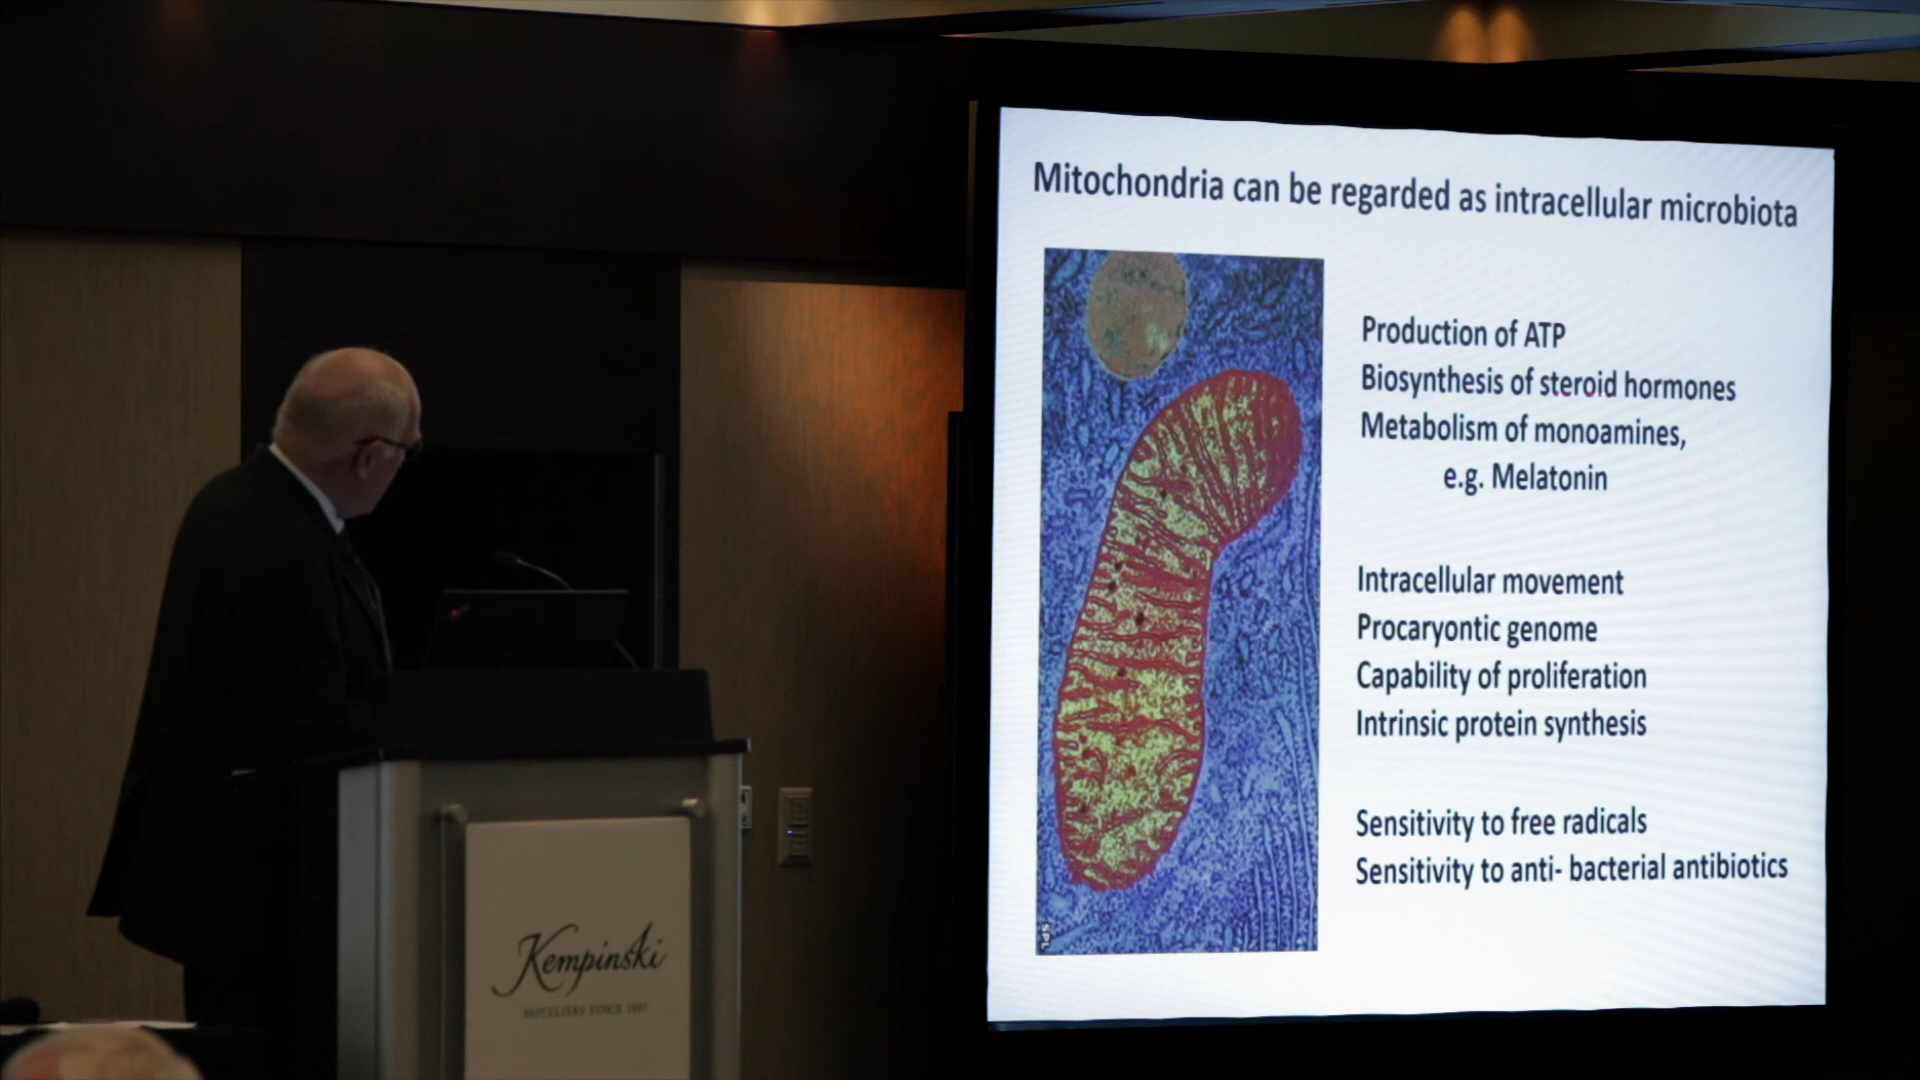 Mitochondria can be regarded as intracellular microbiota
Production of ATP
Biosynthesis of steroid hormones
Metabolism of monoamines,
e.g. Melatonin
Intracellular movement
Procaryontic genome
Capability of proliferation
Intrinsic protein synthesis
Sensitivity to free radicals
Sensitivity to anti- bacterial antibiotics
SPL
Kempinski
HOTELIERS SINCE 1897